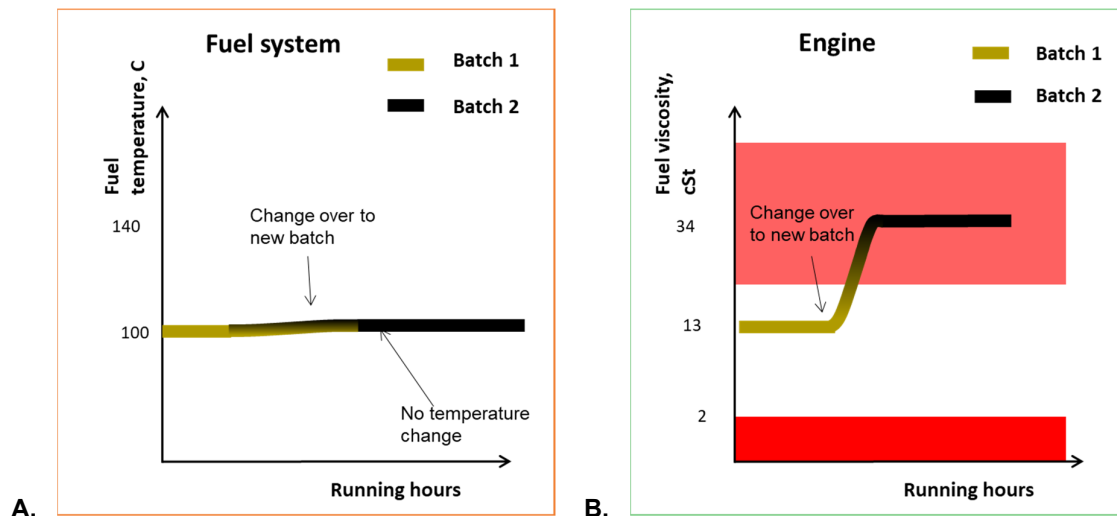 Fuel system
Batch 1
Batch 2
Fuel
temperature, C
140
100
Change over to
new batch
No temperature
change
Running hours
A.
Engine
Batch 1
Batch 2
Fuel viscosity,
cSt
34
13
2
Change over
to new batch
Running hours
B.